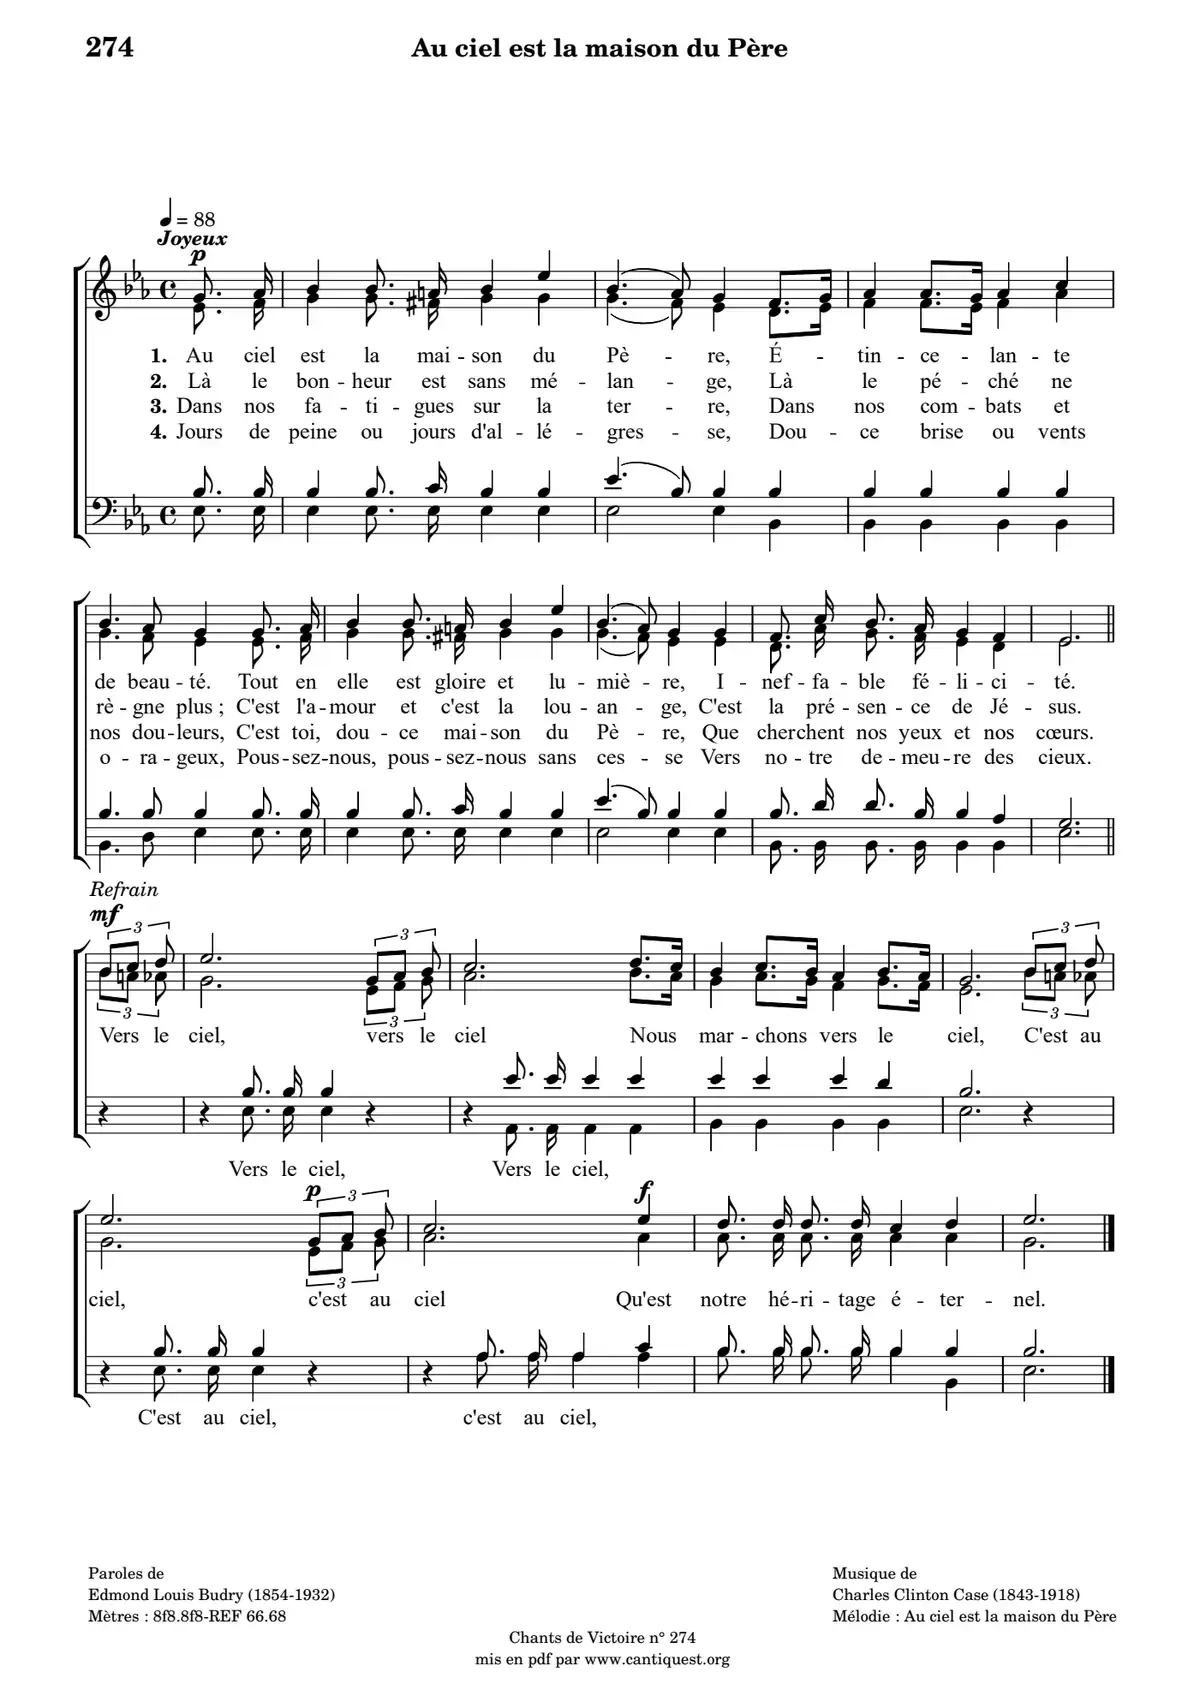 274
Au ciel est la maison du Père
= 88
Joyeux
p
1. Au ciel est la mai - son du Pè - re, É - tin - ce - lan - te
2. Là le bon - heur est sans mé - lan - ge, Là le pé - ché ne
3. Dans nos fa - ti - gues sur la ter - re, Dans nos com - bats et
4. Jours de peine ou jours d'al - lé - gres - se, Dou - ce brise ou vents
de beau - té. Tout en elle est gloire et lu - miè - re, I - nef - fa - ble fé - li - ci - té.
rè - gne plus ; C'est l'a - mour et c'est la lou - an - ge, C'est la pré - sen - ce de Jé - sus.
nos dou - leurs, C'est toi, dou - ce mai - son du Pè - re, Que cherchent nos yeux et nos cœurs.
o - ra - geux, Pous - sez-nous, pous - sez-nous sans ces - se Vers no - tre de - meu - re des cieux.
Refrain
mf
3 3 3
3 3 3
Vers le ciel, vers le ciel Nous mar - chons vers le ciel, C'est au
Vers le ciel, Vers le ciel,
p 3 f
3
ciel, c'est au ciel Qu'est notre hé - ri - tage é - ter - nel.
C'est au ciel, c'est au ciel,
Paroles de
Edmond Louis Budry (1854-1932)
Mètres : 8f8.8f8-REF 66.68
Musique de
Charles Clinton Case (1843-1918)
Mélodie : Au ciel est la maison du Père
Chants de Victoire n° 274
mis en pdf par www.cantiquest.org